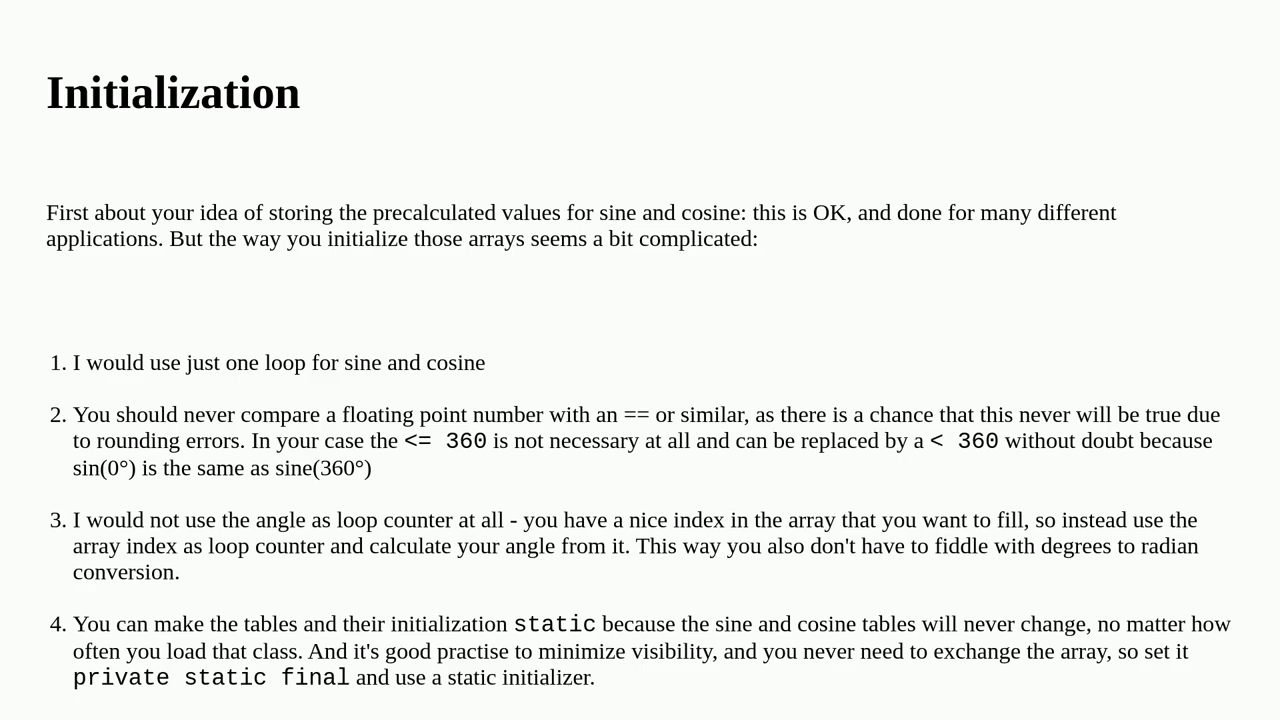 Initialization
First about your idea of storing the precalculated values for sine and cosine: this is OK, and done for many different
applications. But the way you initialize those arrays seems a bit complicated:
1. I would use just one loop for sine and cosine
2. You should never compare a floating point number with an == or similar, as there is a chance that this never will be true due
to rounding errors. In your case the <= 360 is not necessary at all and can be replaced by a < 360 without doubt because
sin(0°) is the same as sine(360°)
3. I would not use the angle as loop counter at all - you have a nice index in the array that you want to fill, so instead use the
array index as loop counter and calculate your angle from it. This way you also don't have to fiddle with degrees to radian
conversion.
4. You can make the tables and their initialization static because the sine and cosine tables will never change, no matter how
often you load that class. And it's good practise to minimize visibility, and you never need to exchange the array, so set it
private static final and use a static initializer.